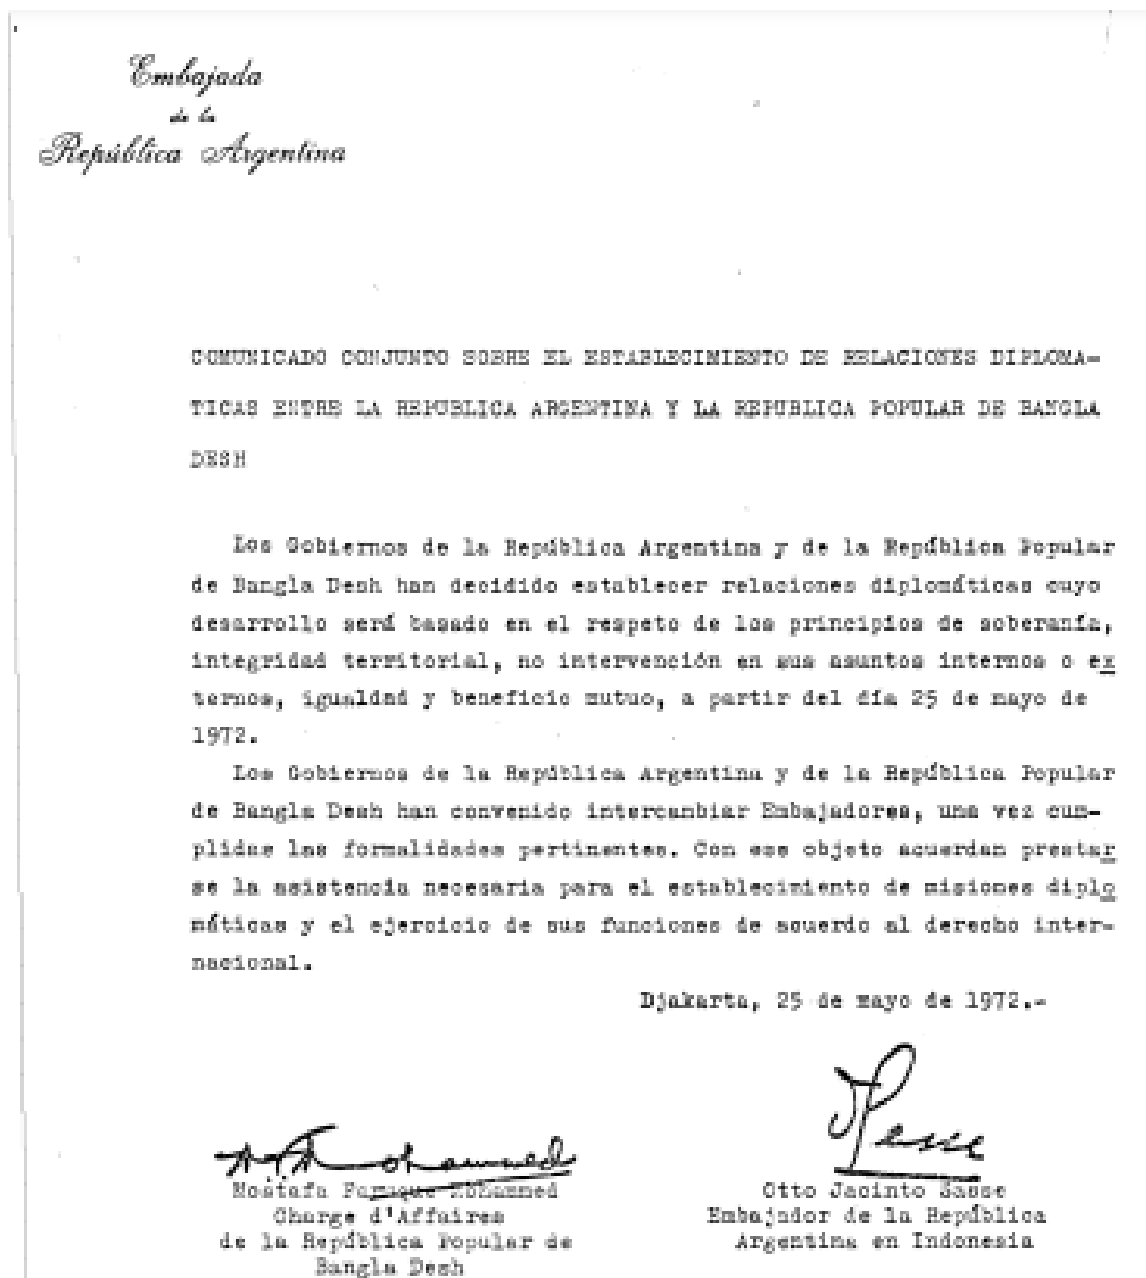 Embajada
de la
República Argentina
COMUNICADO CONJUNTO SOBRE EL ESTABLECIMIENTO DE RELACIONES DIPLOMA-
TICAS ENTRE LA REPUBLICA ARGENTINA Y LA REPUBLICA POPULAR DE BANGLA
DESH
Los Gobiernos de la República Argentina y de la República Popular
de Bangla Desh han decidido establecer relaciones diplomáticas cuyo
desarrollo será basado en el respeto de los principios de soberanía,
integridad territorial, no intervención en sus asuntos internos o ex
ternos, igualdad y beneficio mutuo, a partir del día 25 de mayo de
1972.
Los Gobiernos de la República Argentina y de la República Popular
de Bangla Desh han convenido intercambiar Embajadores, una vez cum-
plidas las formalidades pertinentes. Con ese objeto acuerdan prestar
se la asistencia necesaria para el establecimiento de misiones diplo
máticas y el ejercicio de sus funciones de acuerdo al derecho inter-
nacional.
Djakarta, 25 de mayo de 1972.-
Mostafa Faruque Mohammed
Charge d'Affaires
de la República Popular de
Bangla Desh
Otto Jacinto Sasse
Embajador de la República
Argentina en Indonesia